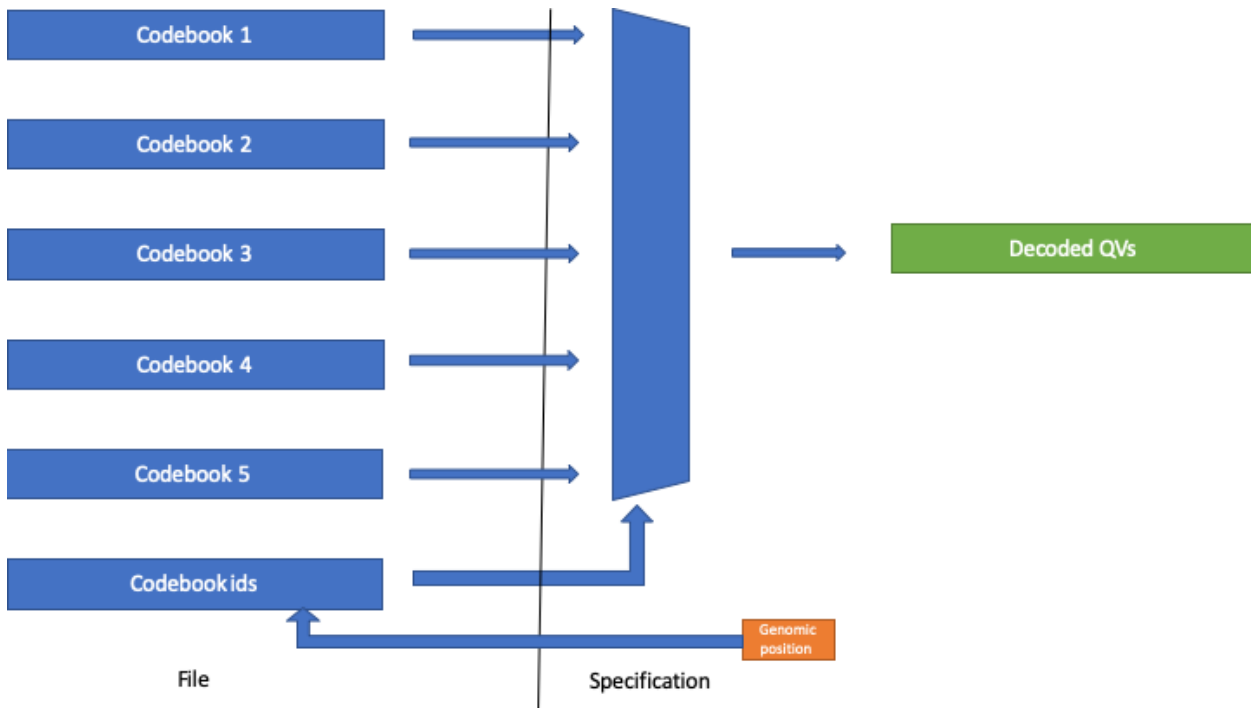 Codebook 1
Codebook 2
Codebook 3
Decoded QVs
Codebook 4
Codebook 5
Codebook ids
Genomic
position
File
Specification